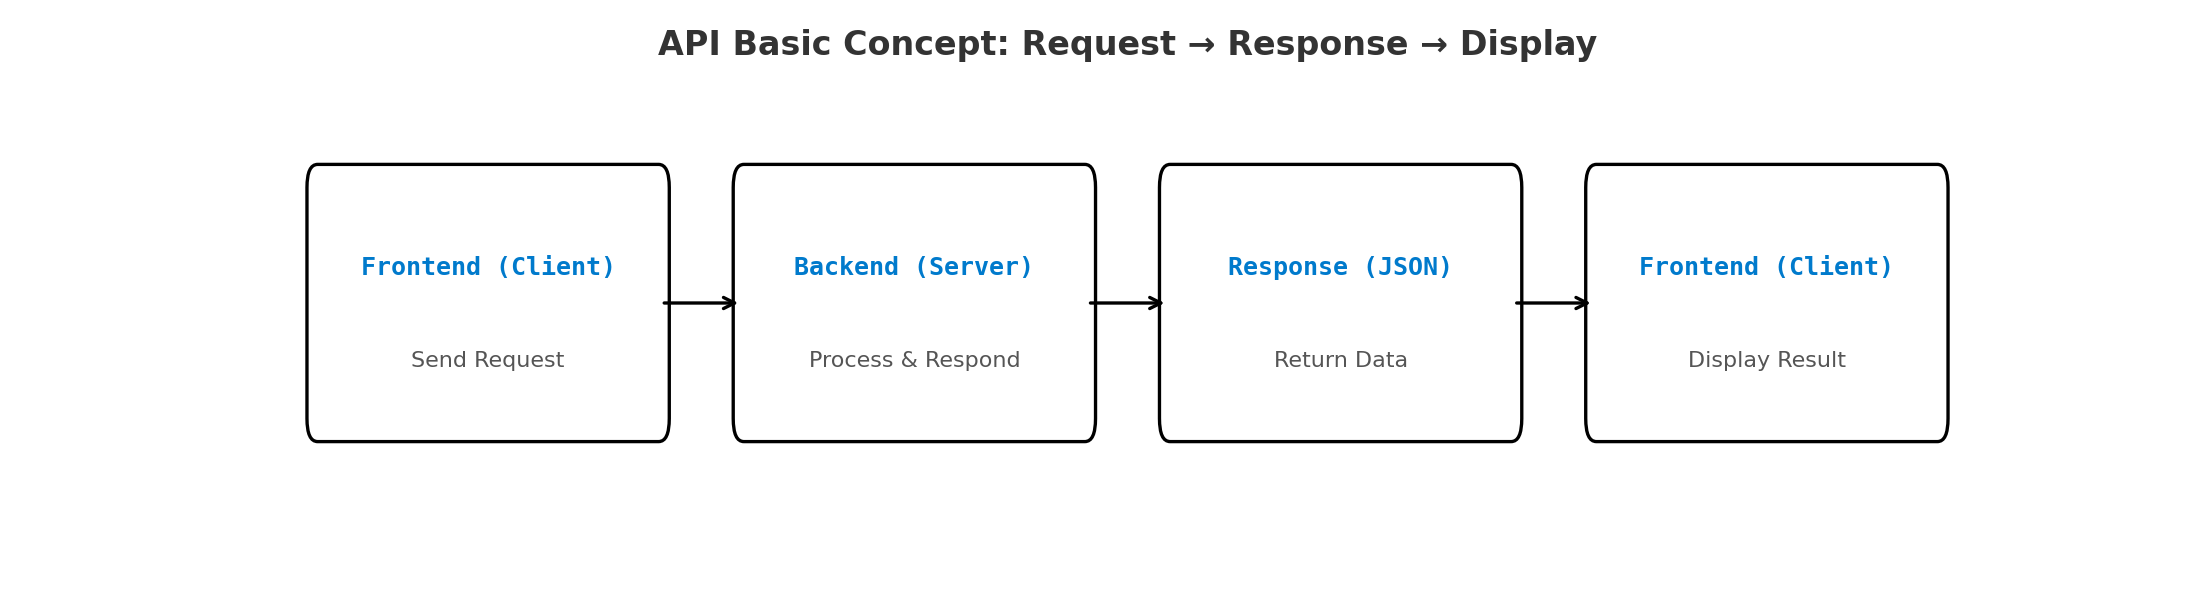 API Basic Concept: Request → Response → Display
Frontend (Client)
Send Request
Backend (Server)
Process & Respond
Response (JSON)
Return Data
Frontend (Client)
Display Result